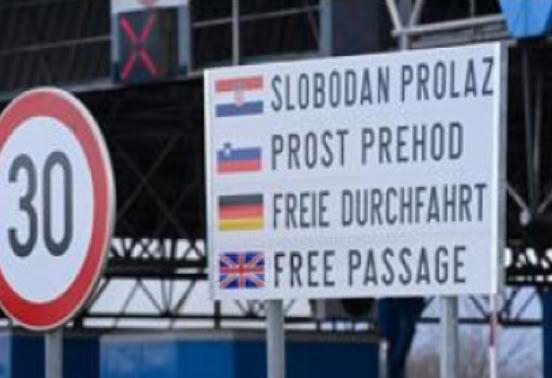 SLOBODAN PROLAZ
PROST PREHOD
FREIE DURCHFAHRT
FREE PASSAGE
30